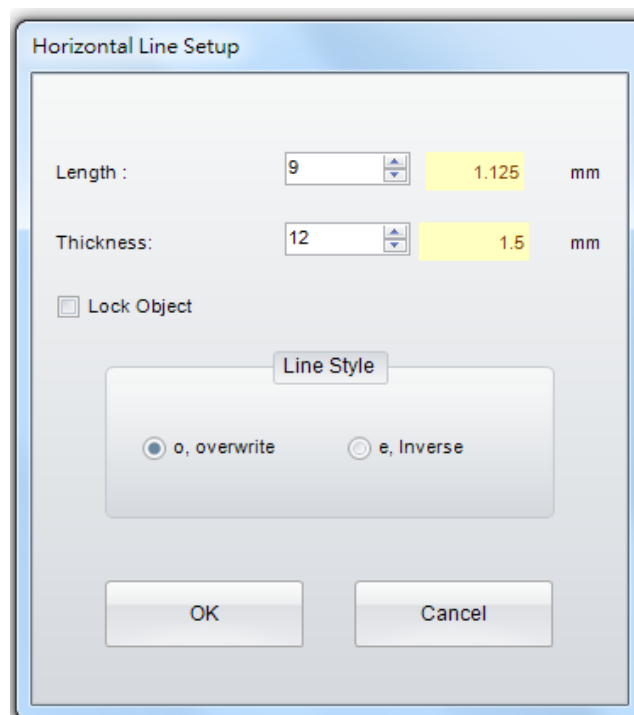 Horizontal Line Setup
Length : 9 1.125 mm
Thickness: 12 1.5 mm
Lock Object
Line Style
o, overwrite e, Inverse
OK Cancel